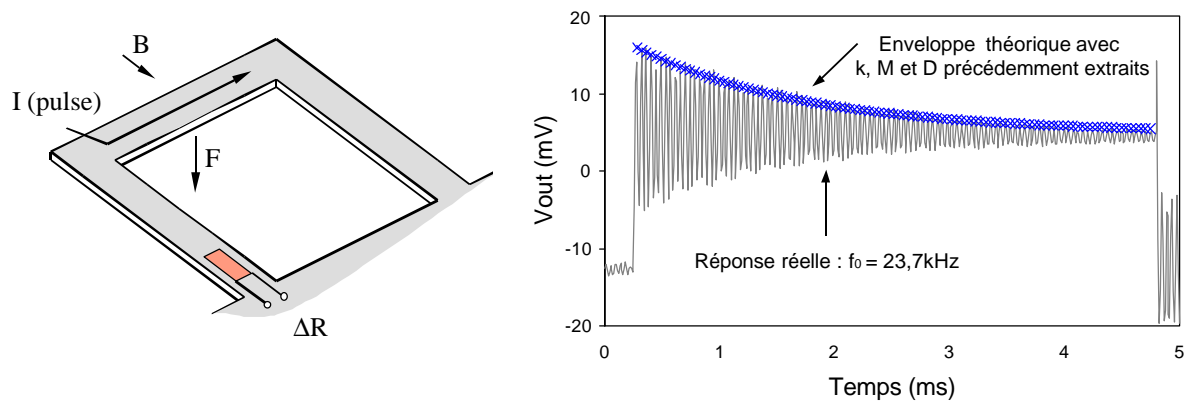 B
I (pulse)
F
ΔR
Vout (mV)
20
10
0
-10
-20
Enveloppe théorique avec
k, M et D précédemment extraits
Réponse réelle : f0 = 23,7kHz
0
1
2
3
4
5
Temps (ms)